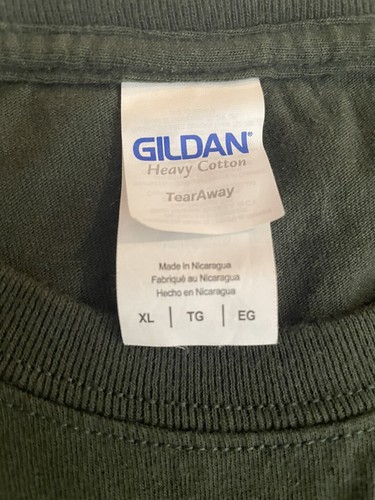 GILDAN®
Heavy Cotton
TearAway
Made in Nicaragua
Fabriqué au Nicaragua
Hecho en Nicaragua
XL | TG | EG